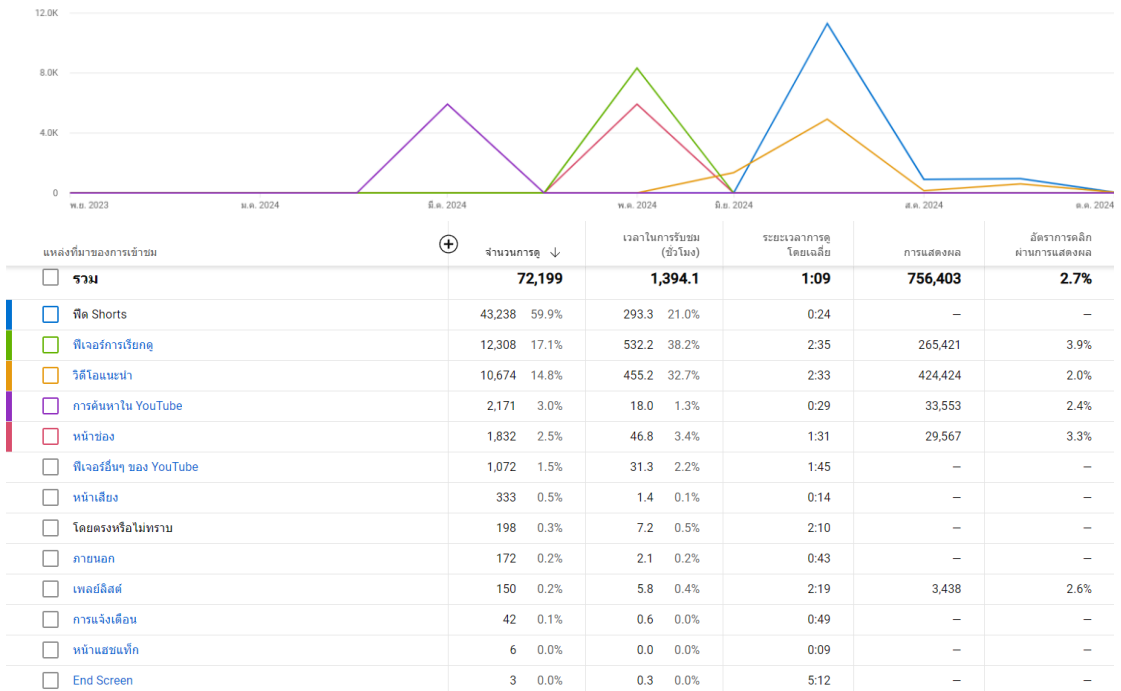 12.0K
8.0K
4.0K
0
พ.ย. 2023 ม.ค. 2024 มี.ค. 2024 พ.ค. 2024 มิ.ย. 2024 ส.ค. 2024 ต.ค. 2024
แหล่งที่มาของการเข้าชม จำนวนการดู เวลาในการรับชม (ชั่วโมง) ระยะเวลาการดูโดยเฉลี่ย การแสดงผล อัตราการคลิกผ่านการแสดงผล
รวม 72,199 1,394.1 1:09 756,403 2.7%
ฟีด Shorts 43,238 59.9% 293.3 21.0% 0:24 – –
ฟีเจอร์การเรียกดู 12,308 17.1% 532.2 38.2% 2:35 265,421 3.9%
วิดีโอแนะนำ 10,674 14.8% 455.2 32.7% 2:33 424,424 2.0%
การค้นหาใน YouTube 2,171 3.0% 18.0 1.3% 0:29 33,553 2.4%
หน้าช่อง 1,832 2.5% 46.8 3.4% 1:31 29,567 3.3%
ฟีเจอร์อื่นๆ ของ YouTube 1,072 1.5% 31.3 2.2% 1:45 – –
หน้าเสียง 333 0.5% 1.4 0.1% 0:14 – –
โดยตรงหรือไม่ทราบ 198 0.3% 7.2 0.5% 2:10 – –
ภายนอก 172 0.2% 2.1 0.2% 0:43 – –
เพลย์ลิสต์ 150 0.2% 5.8 0.4% 2:19 3,438 2.6%
การแจ้งเตือน 42 0.1% 0.6 0.0% 0:49 – –
หน้าแฮชแท็ก 6 0.0% 0.0 0.0% 0:09 – –
End Screen 3 0.0% 0.3 0.0% 5:12 – –